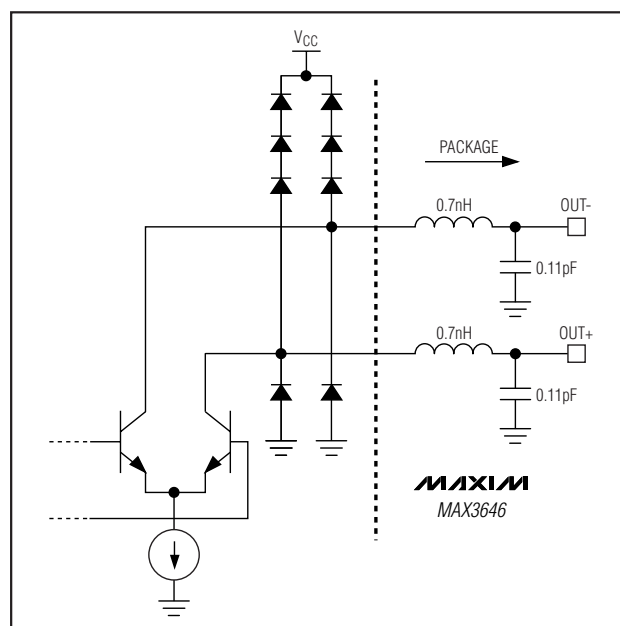 VCC
PACKAGE
0.7nH
OUT-
0.11pF
0.7nH
OUT+
0.11pF
MAXIM
MAX3646